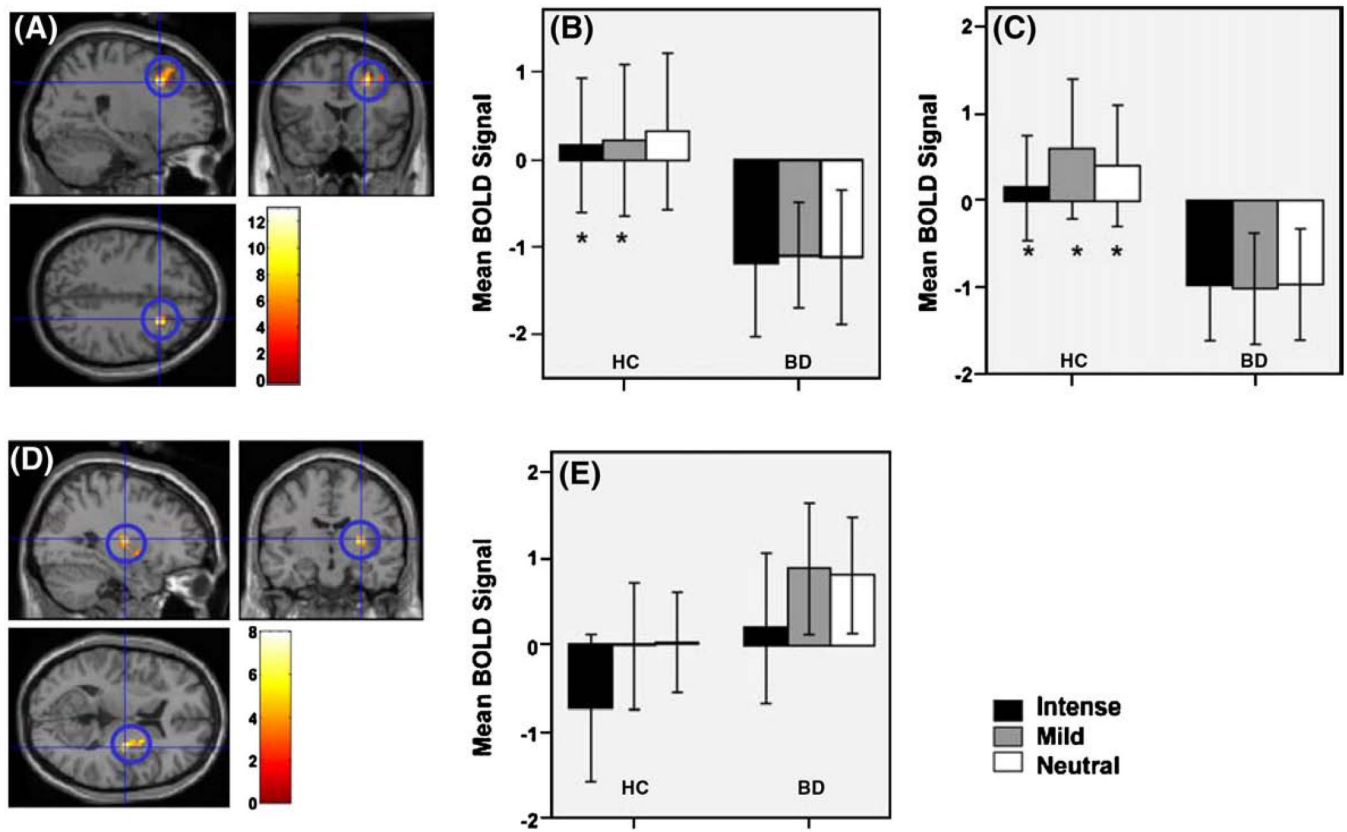 (A)
12
10
8
6
4
2
0
(B)
Mean BOLD Signal
1
0
-1
-2
* *
HC BD
(C)
Mean BOLD Signal
2
1
0
-1
-2
* * *
HC BD
(D)
8
6
4
2
0
(E)
Mean BOLD Signal
2
1
0
-1
-2
HC BD
Intense
Mild
Neutral